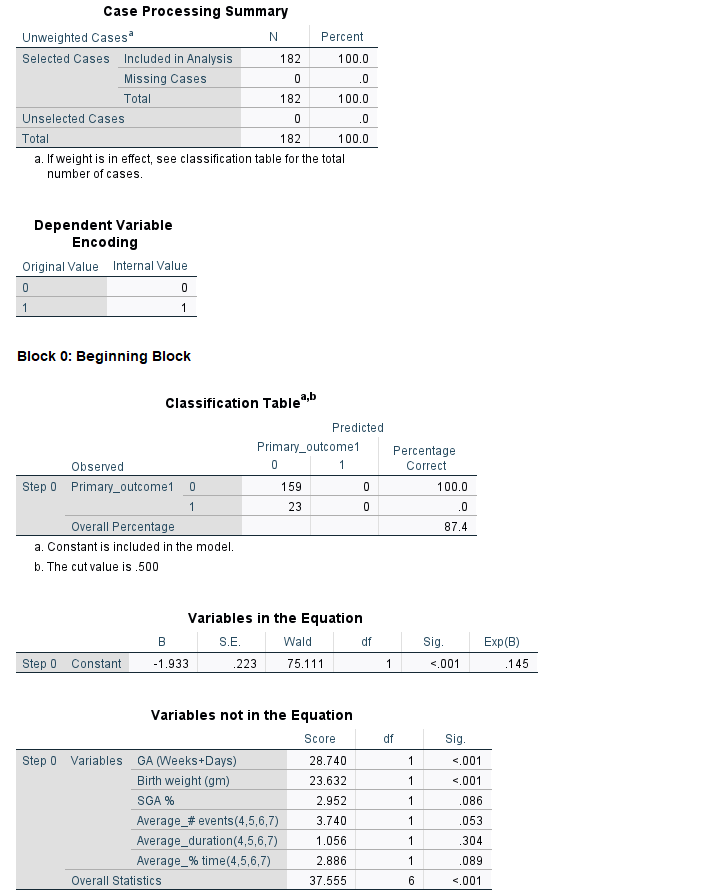 Case Processing Summary
Unweighted Casesa N Percent
Selected Cases Included in Analysis 182 100.0
Missing Cases 0 .0
Total 182 100.0
Unselected Cases 0 .0
Total 182 100.0
a. If weight is in effect, see classification table for the total
number of cases.
Dependent Variable
Encoding
Original Value Internal Value
0 0
1 1
Block 0: Beginning Block
Classification Tablea,b
Predicted
Primary_outcome1 Percentage
Observed 0 1 Correct
Step 0 Primary_outcome1 0 159 0 100.0
1 23 0 .0
Overall Percentage 87.4
a. Constant is included in the model.
b. The cut value is .500
Variables in the Equation
B S.E. Wald df Sig. Exp(B)
Step 0 Constant -1.933 .223 75.111 1 <.001 .145
Variables not in the Equation
Score df Sig.
Step 0 Variables GA (Weeks+Days) 28.740 1 <.001
Birth weight (gm) 23.632 1 <.001
SGA % 2.952 1 .086
Average_# events(4,5,6,7) 3.740 1 .053
Average_duration(4,5,6,7) 1.056 1 .304
Average_% time(4,5,6,7) 2.886 1 .089
Overall Statistics 37.555 6 <.001